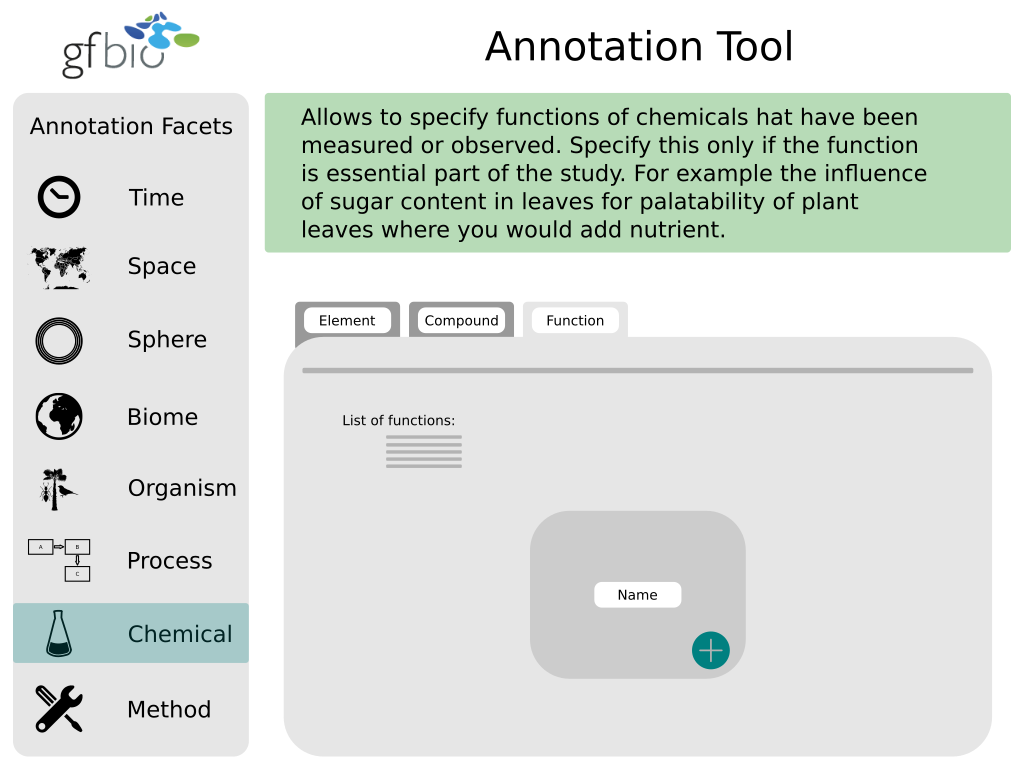 gfbio
Annotation Tool
Annotation Facets
Time
Space
Sphere
Biome
Organism
A
B
C
Process
Chemical
Method
Allows to specify functions of chemicals hat have been
measured or observed. Specify this only if the function
is essential part of the study. For example the influence
of sugar content in leaves for palatability of plant
leaves where you would add nutrient.
Element
Compound
Function
List of functions:
Name